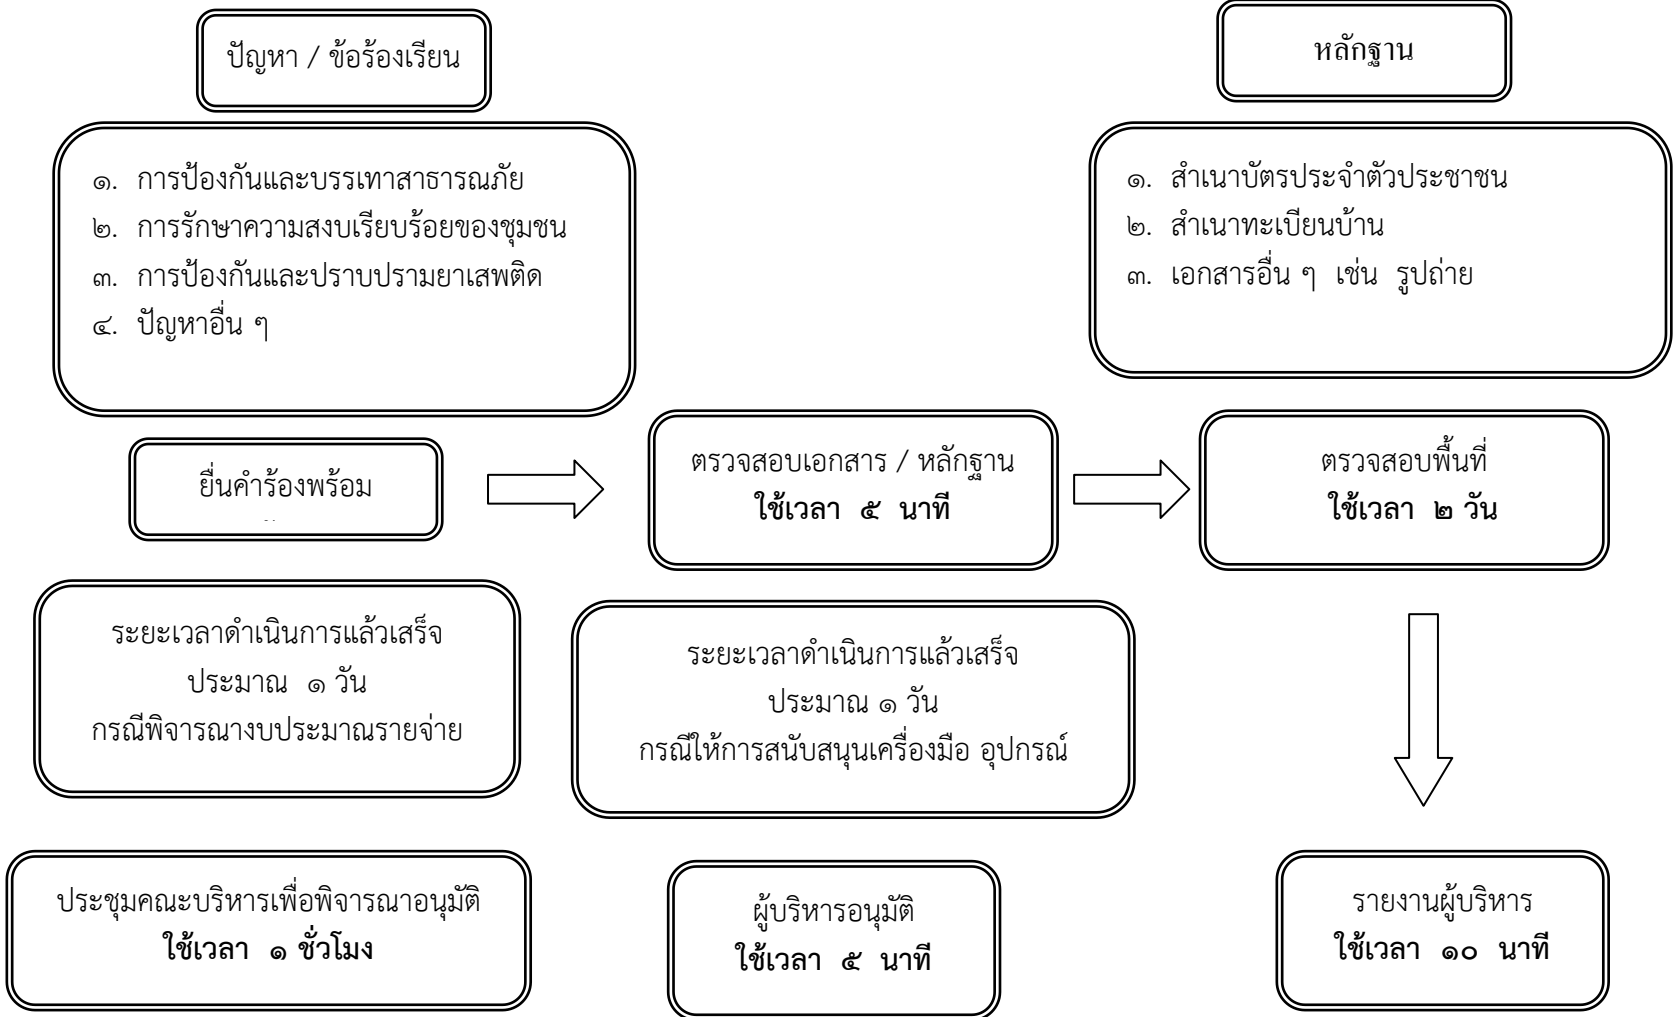 ปัญหา / ข้อร้องเรียน
หลักฐาน
๑. การป้องกันและบรรเทาสาธารณภัย
๒. การรักษาความสงบเรียบร้อยของชุมชน
๓. การป้องกันและปราบปรามยาเสพติด
๔. ปัญหาอื่น ๆ
๑. สำเนาบัตรประจำตัวประชาชน
๒. สำเนาทะเบียนบ้าน
๓. เอกสารอื่น ๆ เช่น รูปถ่าย
ยื่นคำร้องพร้อม
ตรวจสอบเอกสาร / หลักฐาน
ใช้เวลา ๕ นาที
ตรวจสอบพื้นที่
ใช้เวลา ๒ วัน
ระยะเวลาดำเนินการแล้วเสร็จ
ประมาณ ๑ วัน
กรณีพิจารณางบประมาณรายจ่าย
ระยะเวลาดำเนินการแล้วเสร็จ
ประมาณ ๑ วัน
กรณีให้การสนับสนุนเครื่องมือ อุปกรณ์
ประชุมคณะบริหารเพื่อพิจารณาอนุมัติ
ใช้เวลา ๑ ชั่วโมง
ผู้บริหารอนุมัติ
ใช้เวลา ๕ นาที
รายงานผู้บริหาร
ใช้เวลา ๑๐ นาที